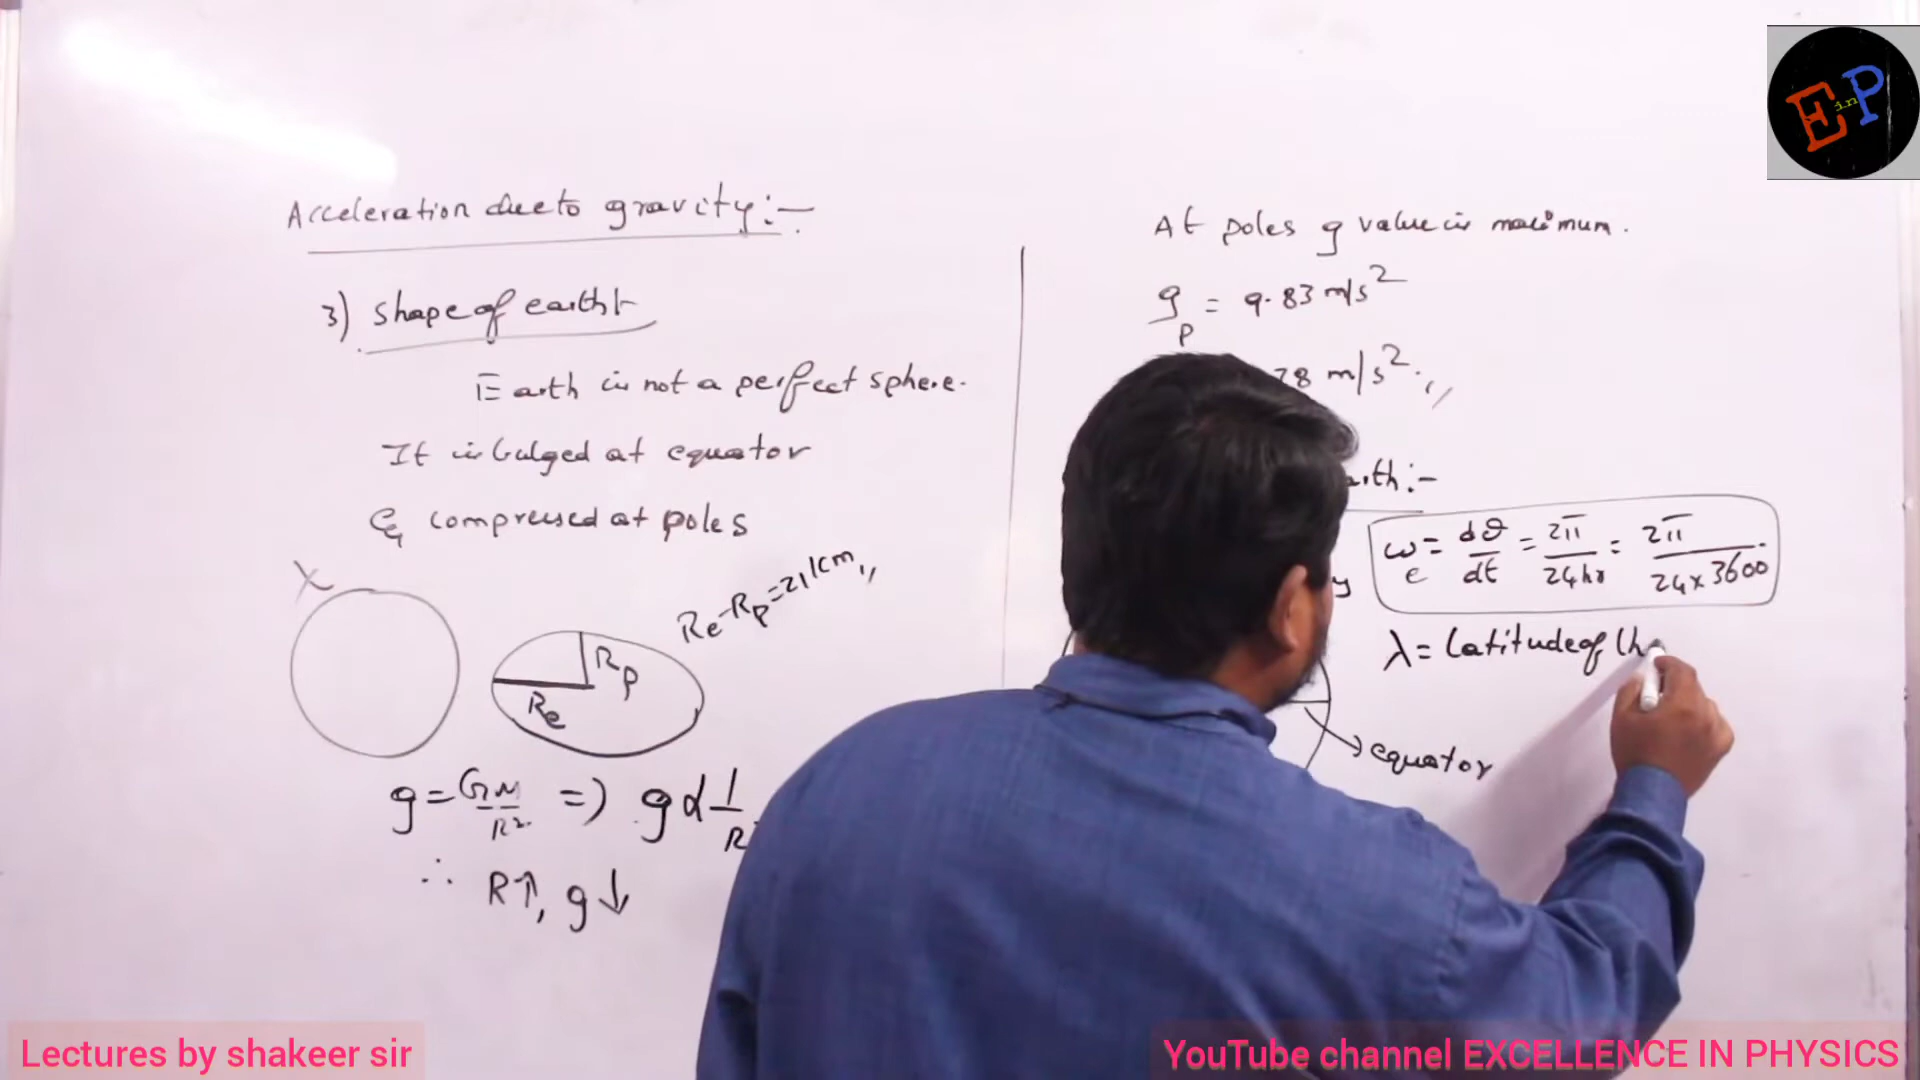 Acceleration due to gravity:-
3) shape of earth:-
Earth is not a perfect sphere.
It is bulged at equator
& compressed at poles
X
Re-Rp=21km,,
Rp
Re
g=GM/R² => g∝1/R
∴ R↑, g↓
At poles g value is maximum.
gp = 9.83 m/s²
78 m/s².,,
arth:-
ωe = dθ/dt = 2π/24hr = 2π/24x3600
y
λ= Latitude of the
equator
E in P
Lectures by shakeer sir
YouTube channel EXCELLENCE IN PHYSICS